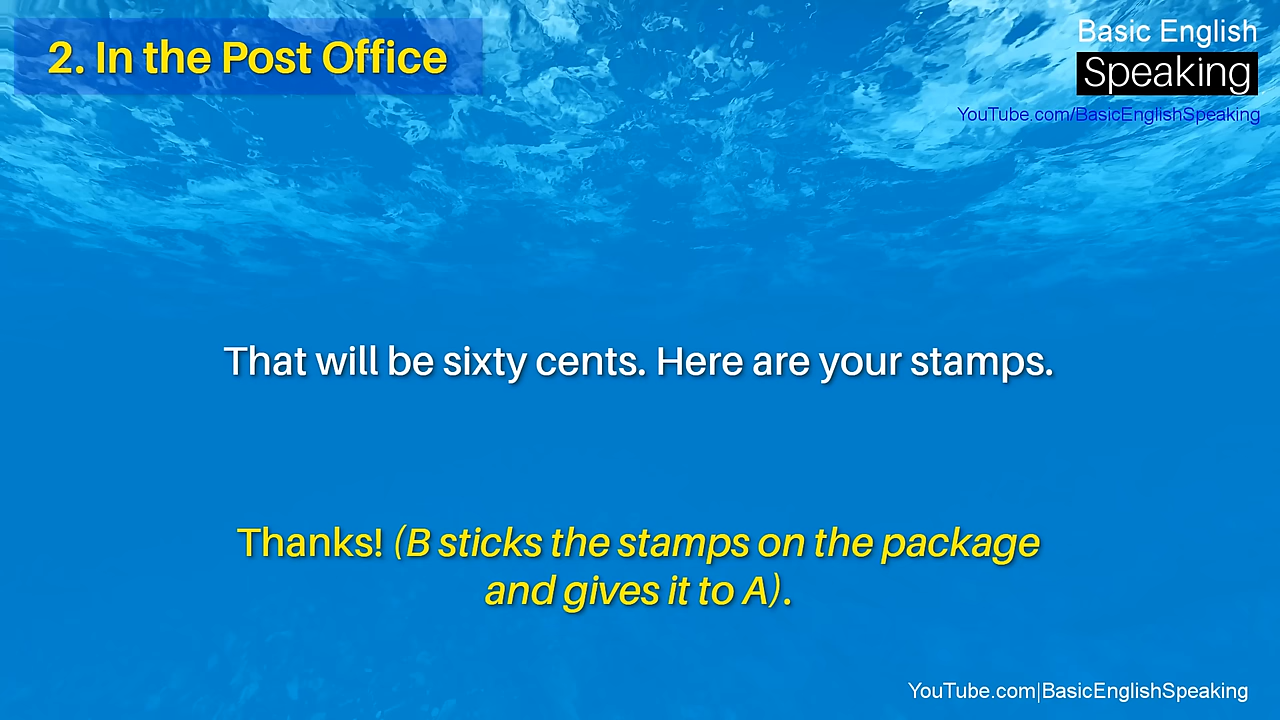 2. In the Post Office
Basic English
Speaking
YouTube.com/BasicEnglishSpeaking
That will be sixty cents. Here are your stamps.
Thanks! (B sticks the stamps on the package
and gives it to A).
YouTube.com|BasicEnglishSpeaking